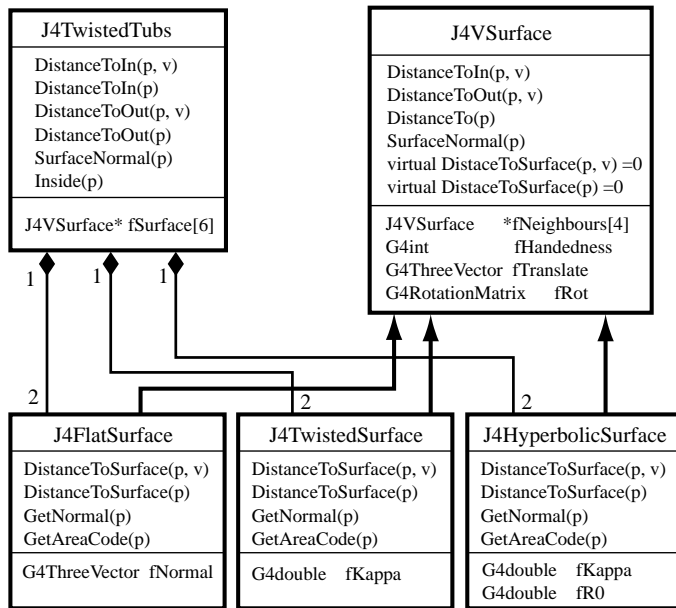 J4TwistedTubs
DistanceToIn(p, v)
DistanceToIn(p)
DistanceToOut(p, v)
DistanceToOut(p)
SurfaceNormal(p)
Inside(p)
J4VSurface* fSurface[6]
J4VSurface
DistanceToIn(p, v)
DistanceToOut(p, v)
DistanceTo(p)
SurfaceNormal(p)
virtual DistaceToSurface(p, v) =0
virtual DistaceToSurface(p) =0
J4VSurface *fNeighbours[4]
G4int fHandedness
G4ThreeVector fTranslate
G4RotationMatrix fRot
1
1
1
2
2
2
J4FlatSurface
DistanceToSurface(p, v)
DistanceToSurface(p)
GetNormal(p)
GetAreaCode(p)
G4ThreeVector fNormal
J4TwistedSurface
DistanceToSurface(p, v)
DistanceToSurface(p)
GetNormal(p)
GetAreaCode(p)
G4double fKappa
J4HyperbolicSurface
DistanceToSurface(p, v)
DistanceToSurface(p)
GetNormal(p)
GetAreaCode(p)
G4double fKappa
G4double fR0